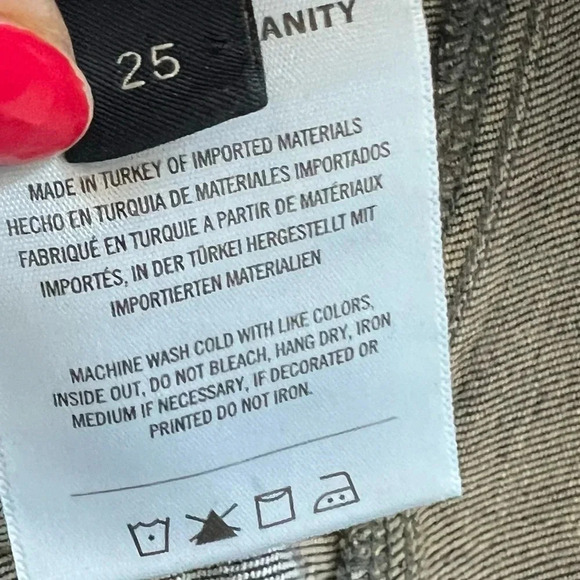 25
ANITY
MADE IN TURKEY OF IMPORTED MATERIALS
HECHO EN TURQUIA DE MATERIALES IMPORTADOS
FABRIQUÉ EN TURQUIE A PARTIR DE MATÉRIAUX
IMPORTÉS, IN DER TÜRKEI HERGESTELLT MIT
IMPORTIERTEN MATERIALIEN
MACHINE WASH COLD WITH LIKE COLORS,
INSIDE OUT, DO NOT BLEACH, HANG DRY, IRON
MEDIUM IF NECESSARY, IF DECORATED OR
PRINTED DO NOT IRON.